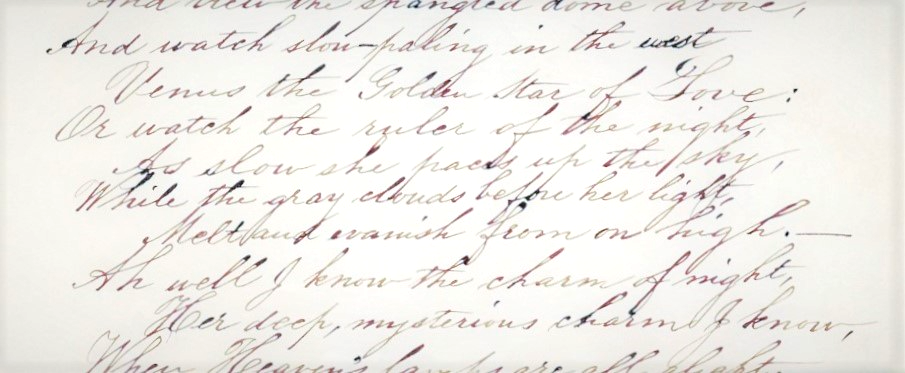 And view the spangled dome above,
And watch slow-paling in the west
Venus the Golden Star of Love:
Or watch the ruler of the night,
As slow she paces up the sky,
While the gray clouds before her light,
Melt and vanish from on high.—
Ah well I know the charm of night,
Her deep, mysterious charm I know,
When Heaven's lamps are all alight